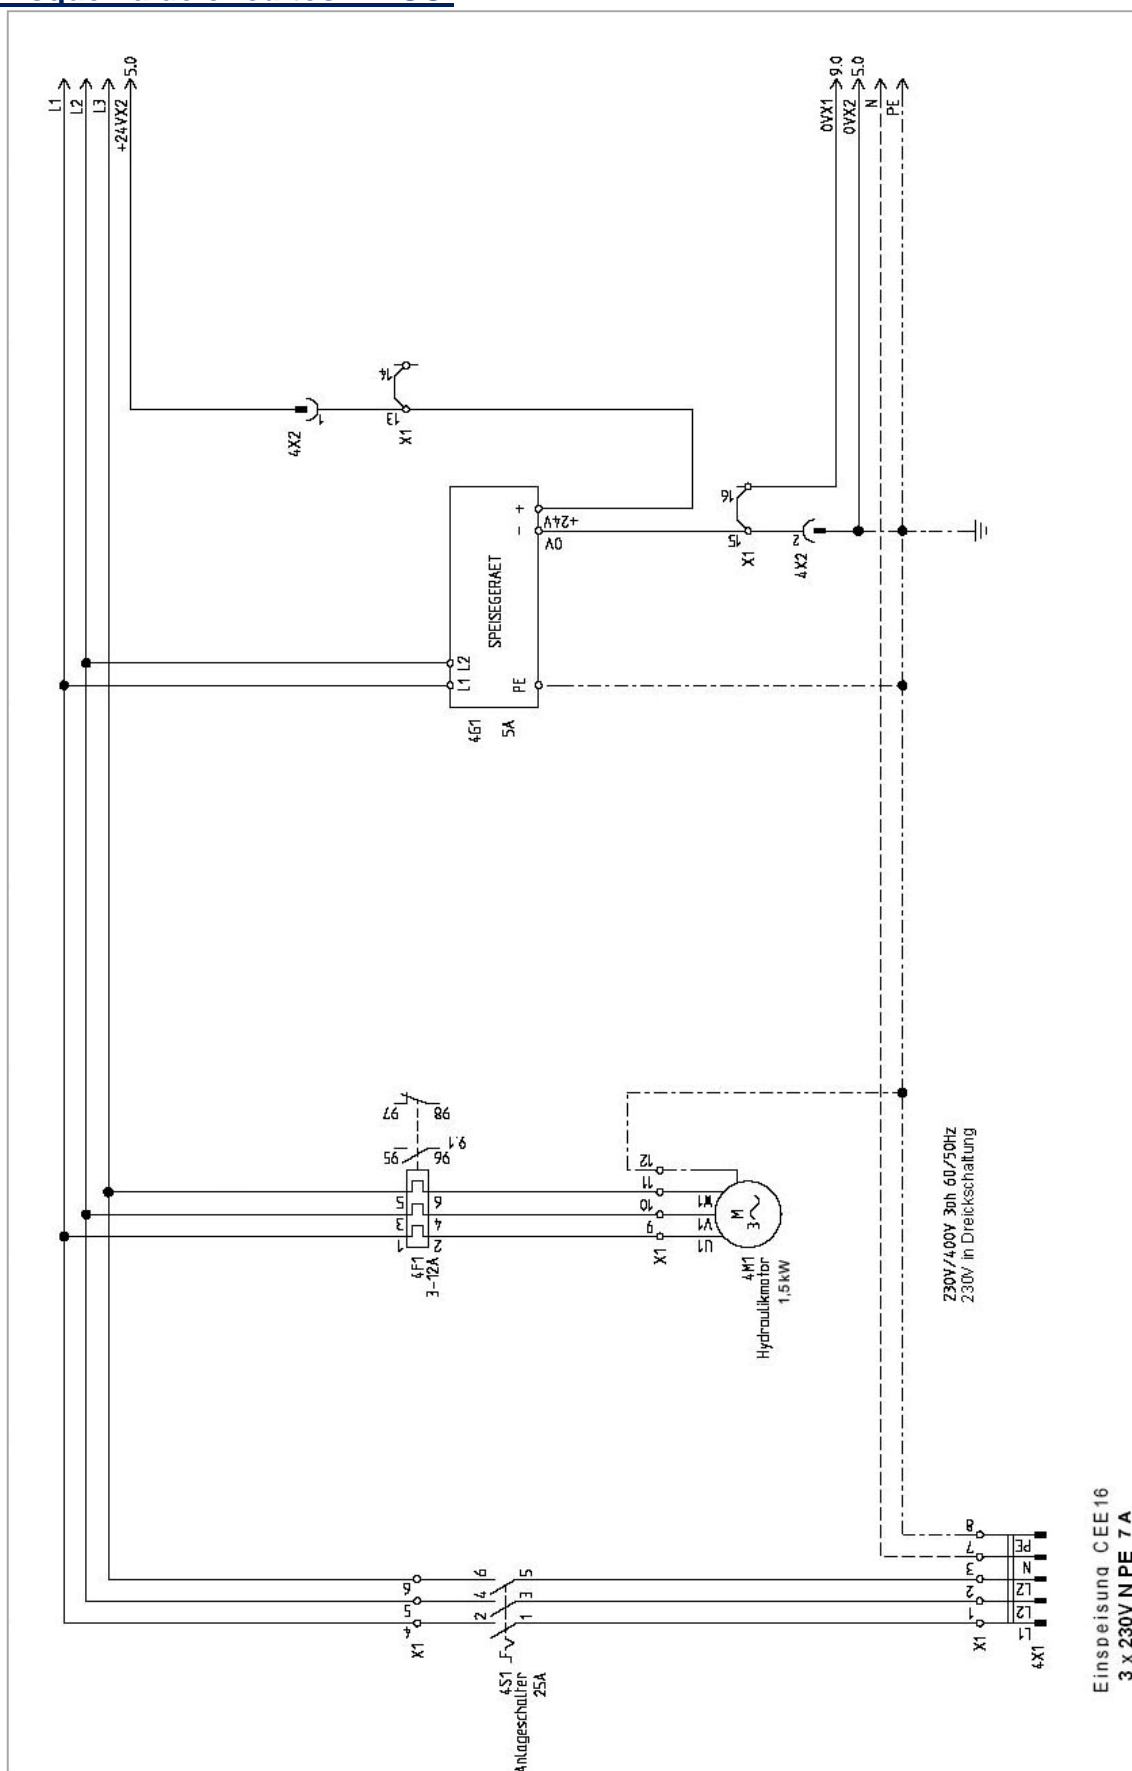 L1
L2
L3
+24VX2
5.0
0VX1
9.0
0VX2
5.0
N
PE
14
13
X1
1
4X2
16
15
X1
2
4X2
+
-
+24V
0V
SPEISEGERAET
L2
L1
PE
4G1
5A
97
98
95
96
9.1
5
6
3
4
1
2
4F1
3-12A
12
11
10
9
X1
W1
V1
U1
M
3
4M1
Hydraulikmotor
1,5kW
230V/400V 3ph 60/50Hz
230V in Dreickschaltung
6
5
4
X1
6
5
4
3
2
1
4S1
Anlageschalter
25A
8
7
3
2
1
X1
PE
N
L2
L2
L1
4X1
Einspeisung CEE16
3 x 230V N PE 7 A